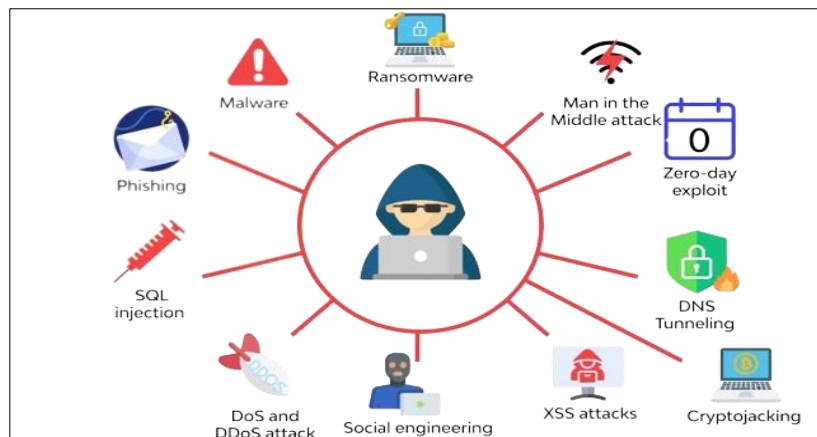 Ransomware
Malware
Man in the
Middle attack
0
Phishing
Zero-day
exploit
SQL
injection
DNS
Tunneling
DDOS
DoS and
DDoS attack
Social engineering
XSS attacks
Cryptojacking